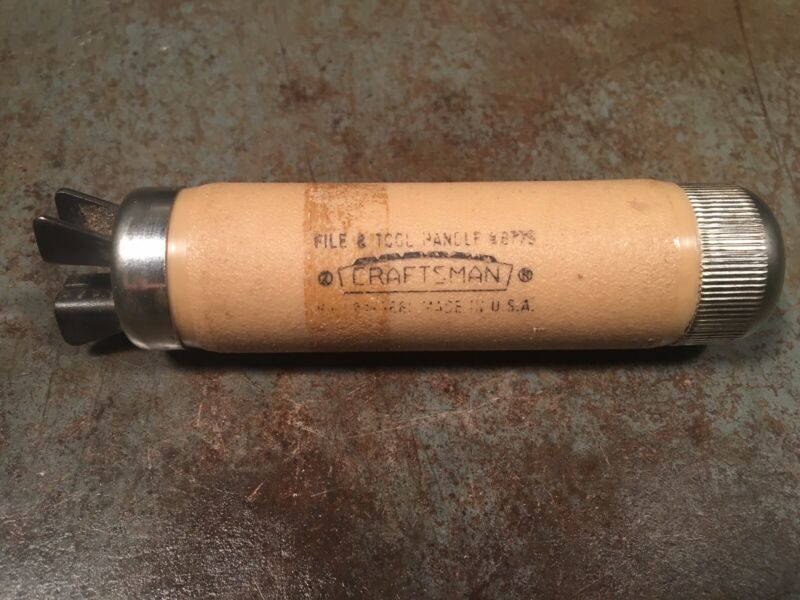 FILE & TOOL HANDLE
® CRAFTSMAN ®
MADE IN U.S.A.